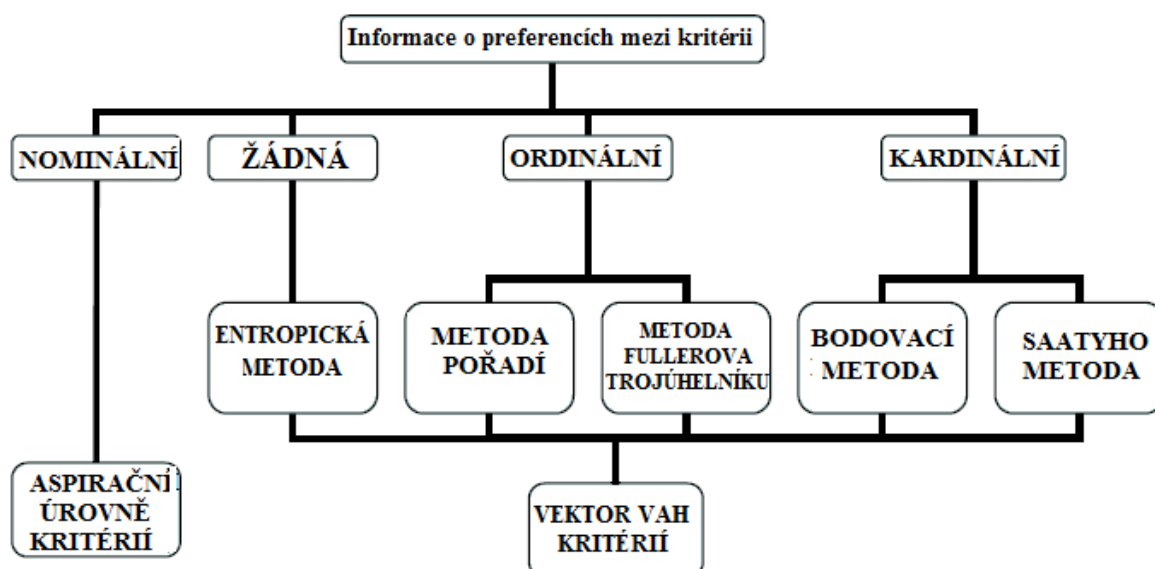 Informace o preferencích mezi kritérii
NOMINÁLNÍ
ŽÁDNÁ
ORDINÁLNÍ
KARDINÁLNÍ
ENTROPICKÁ
METODA
METODA
POŘADÍ
METODA
FULLEROVA
TROJÚHELNÍKU
BODOVACÍ
METODA
SAATYHO
METODA
ASPIRAČNÍ
ÚROVNĚ
KRITÉRIÍ
VEKTOR VAH
KRITÉRIÍ